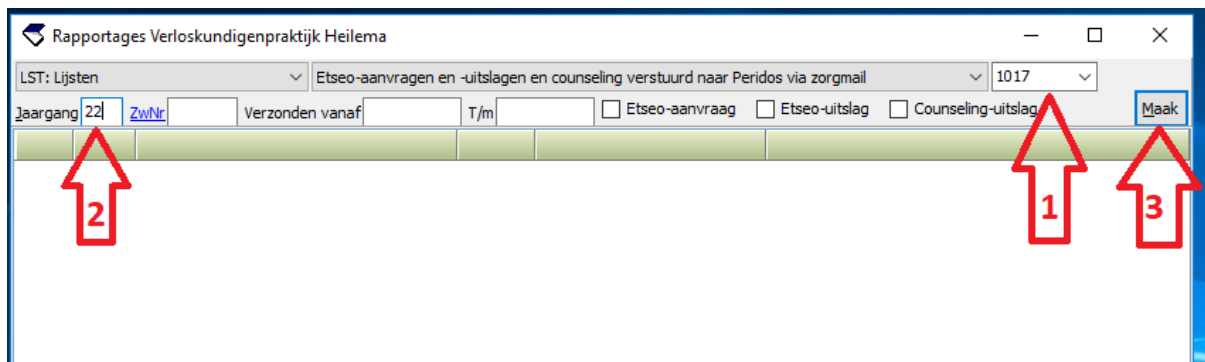 Rapportages Verloskundigenpraktijk Heilema
LST: Lijsten Etseo-aanvragen en -uitslagen en counseling verstuurd naar Peridos via zorgmail 1017
Jaargang 22 ZwNr Verzonden vanaf T/m Etseo-aanvraag Etseo-uitslag Counseling-uitslag Maak
2 1 3